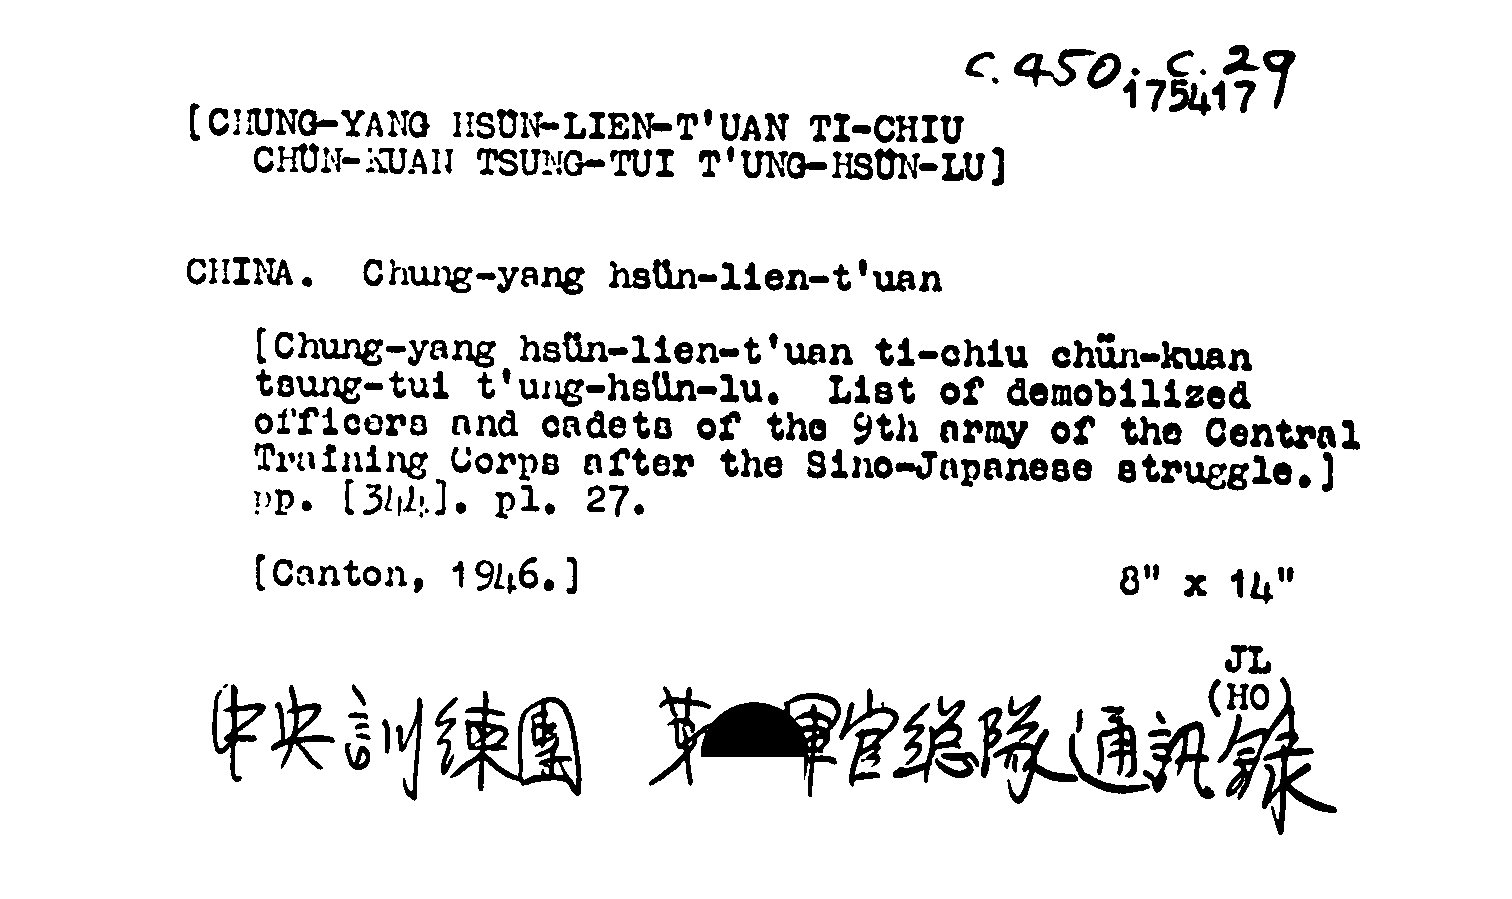 C. 450. C. 29
175417
[CHUNG-YANG HSÜN-LIEN-T'UAN TI-CHIU
CHÜN-KUAN TSUNG-TUI T'UNG-HSÜN-LU]
CHINA. Chung-yang hsün-lien-t'uan
[Chung-yang hsün-lien-t'uan ti-chiu chün-kuan
tsung-tui t'ung-hsün-lu. List of demobilized
officers and cadets of the 9th army of the Central
Training Corps after the Sino-Japanese struggle.]
pp. [344]. pl. 27.
[Canton, 1946.] 8" x 14"
JL
(HO)
中央訓練團 第 軍官總隊通訊錄